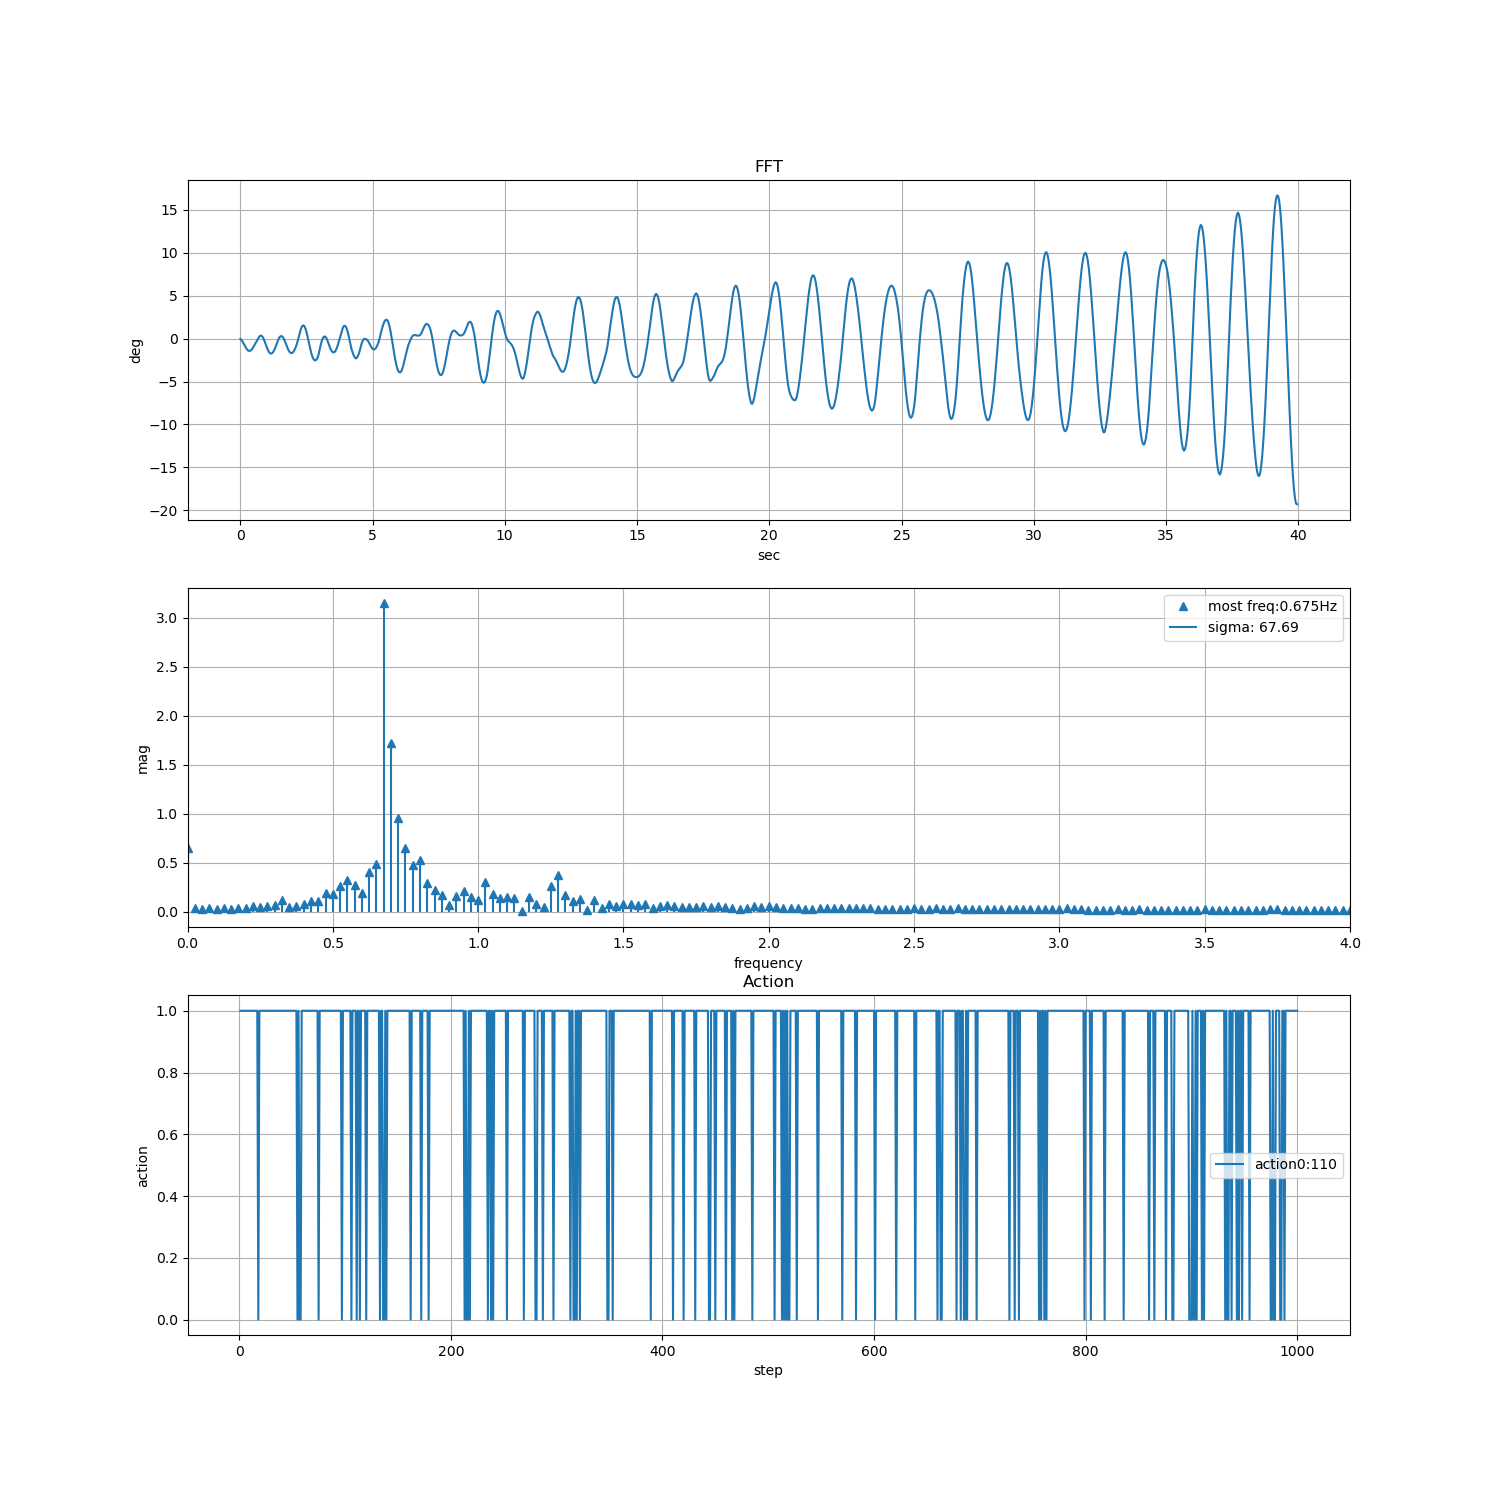 FFT
15
10
5
0
−5
−10
−15
−20
deg
0 5 10 15 20 25 30 35 40
sec
most freq:0.675Hz
sigma: 67.69
3.0
2.5
2.0
1.5
1.0
0.5
0.0
mag
0.0 0.5 1.0 1.5 2.0 2.5 3.0 3.5 4.0
frequency
Action
1.0
0.8
0.6
0.4
0.2
0.0
action
action0:110
0 200 400 600 800 1000
step